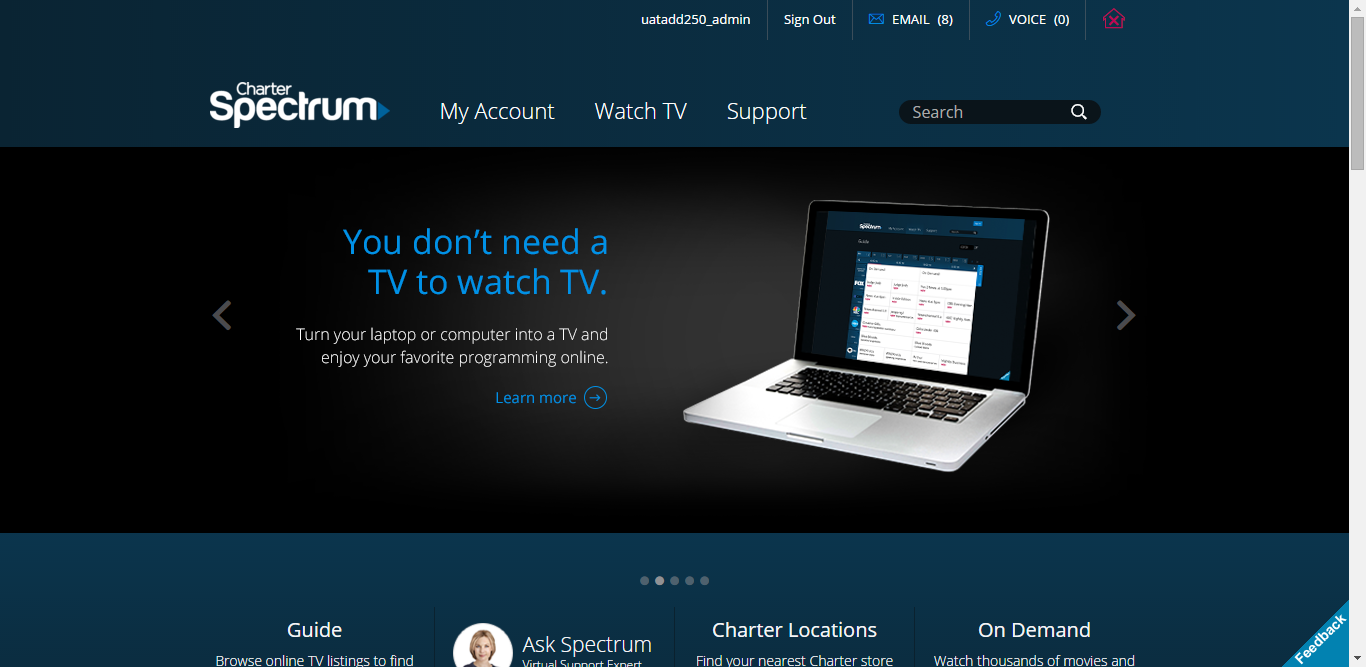 uatadd250_admin Sign Out EMAIL (8) VOICE (0)
Charter
Spectrum
My Account Watch TV Support Search
You don't need a
TV to watch TV.
Turn your laptop or computer into a TV and
enjoy your favorite programming online.
Learn more
Spectrum
Guide
FOX
Feedback
Guide
Ask Spectrum
Charter Locations
On Demand
Browse online TV listings to find
Virtual Support Expert
Find your nearest Charter store
Watch thousands of movies and